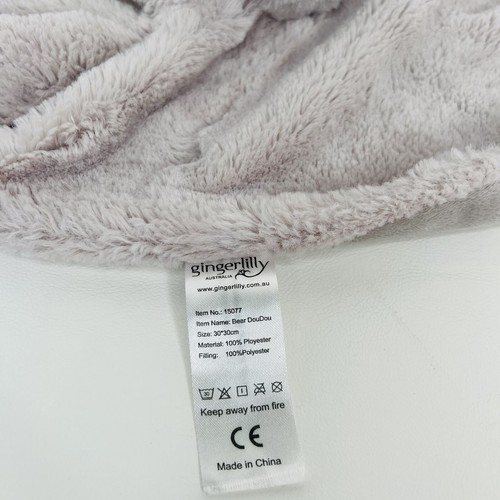 gingerlilly
AUSTRALIA
www.gingerlilly.com.au
Item No.: 15077
Item Name: Bear DouDou
Size: 30*30cm
Material: 100% Ployester
Filling: 100%Polyester
30
Keep away from fire
CE
Made in China